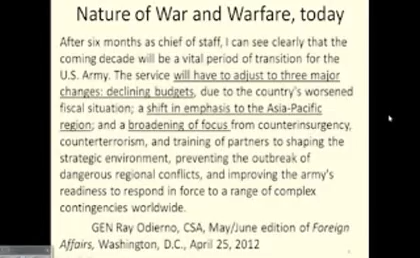 Nature of War and Warfare, today
After six months as chief of staff, I can see clearly that the
coming decade will be a vital period of transition for the
U.S. Army. The service will have to adjust to three major
changes: declining budgets, due to the country's worsened
fiscal situation; a shift in emphasis to the Asia-Pacific
region; and a broadening of focus from counterinsurgency,
counterterrorism, and training of partners to shaping the
strategic environment, preventing the outbreak of
dangerous regional conflicts, and improving the army's
readiness to respond in force to a range of complex
contingencies worldwide.
GEN Ray Odierno, CSA, May/June edition of Foreign
Affairs, Washington, D.C., April 25, 2012